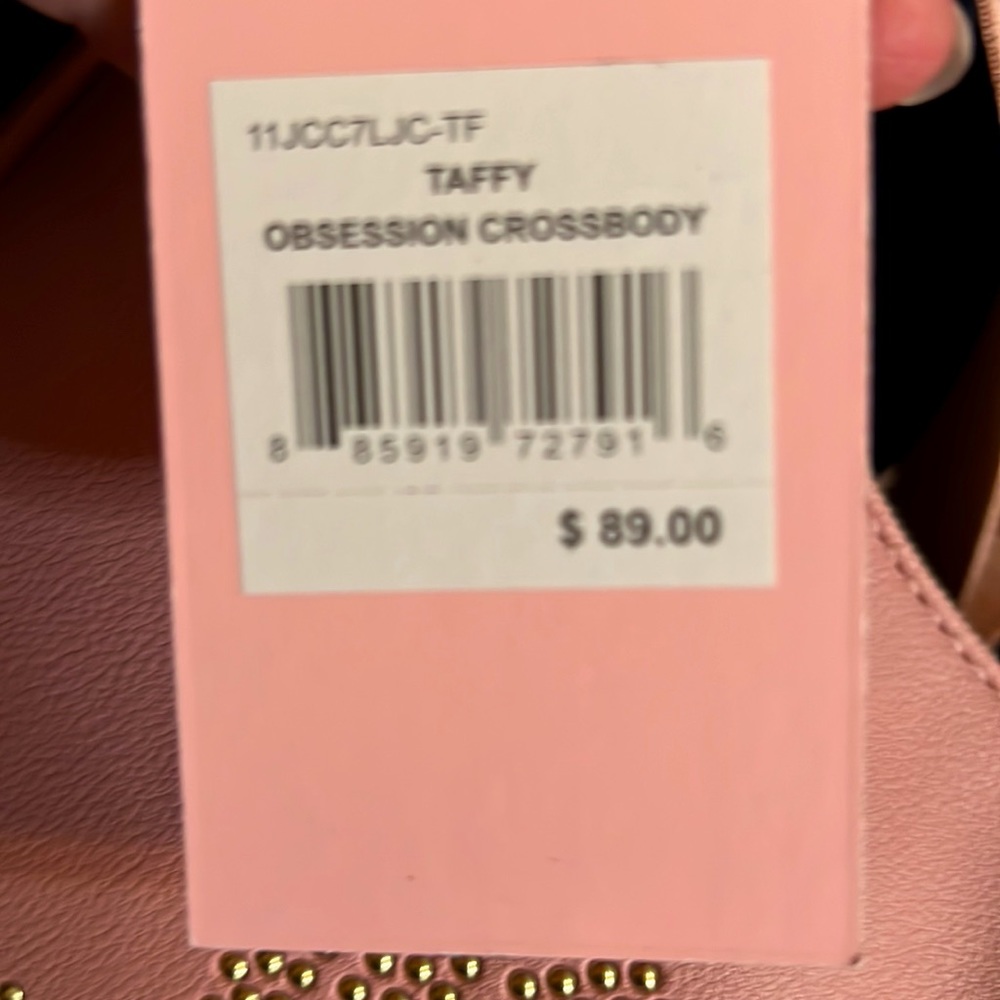 11JCC7LJC-TF
TAFFY
OBSESSION CROSSBODY
8 85919 72791 6
$ 89.00